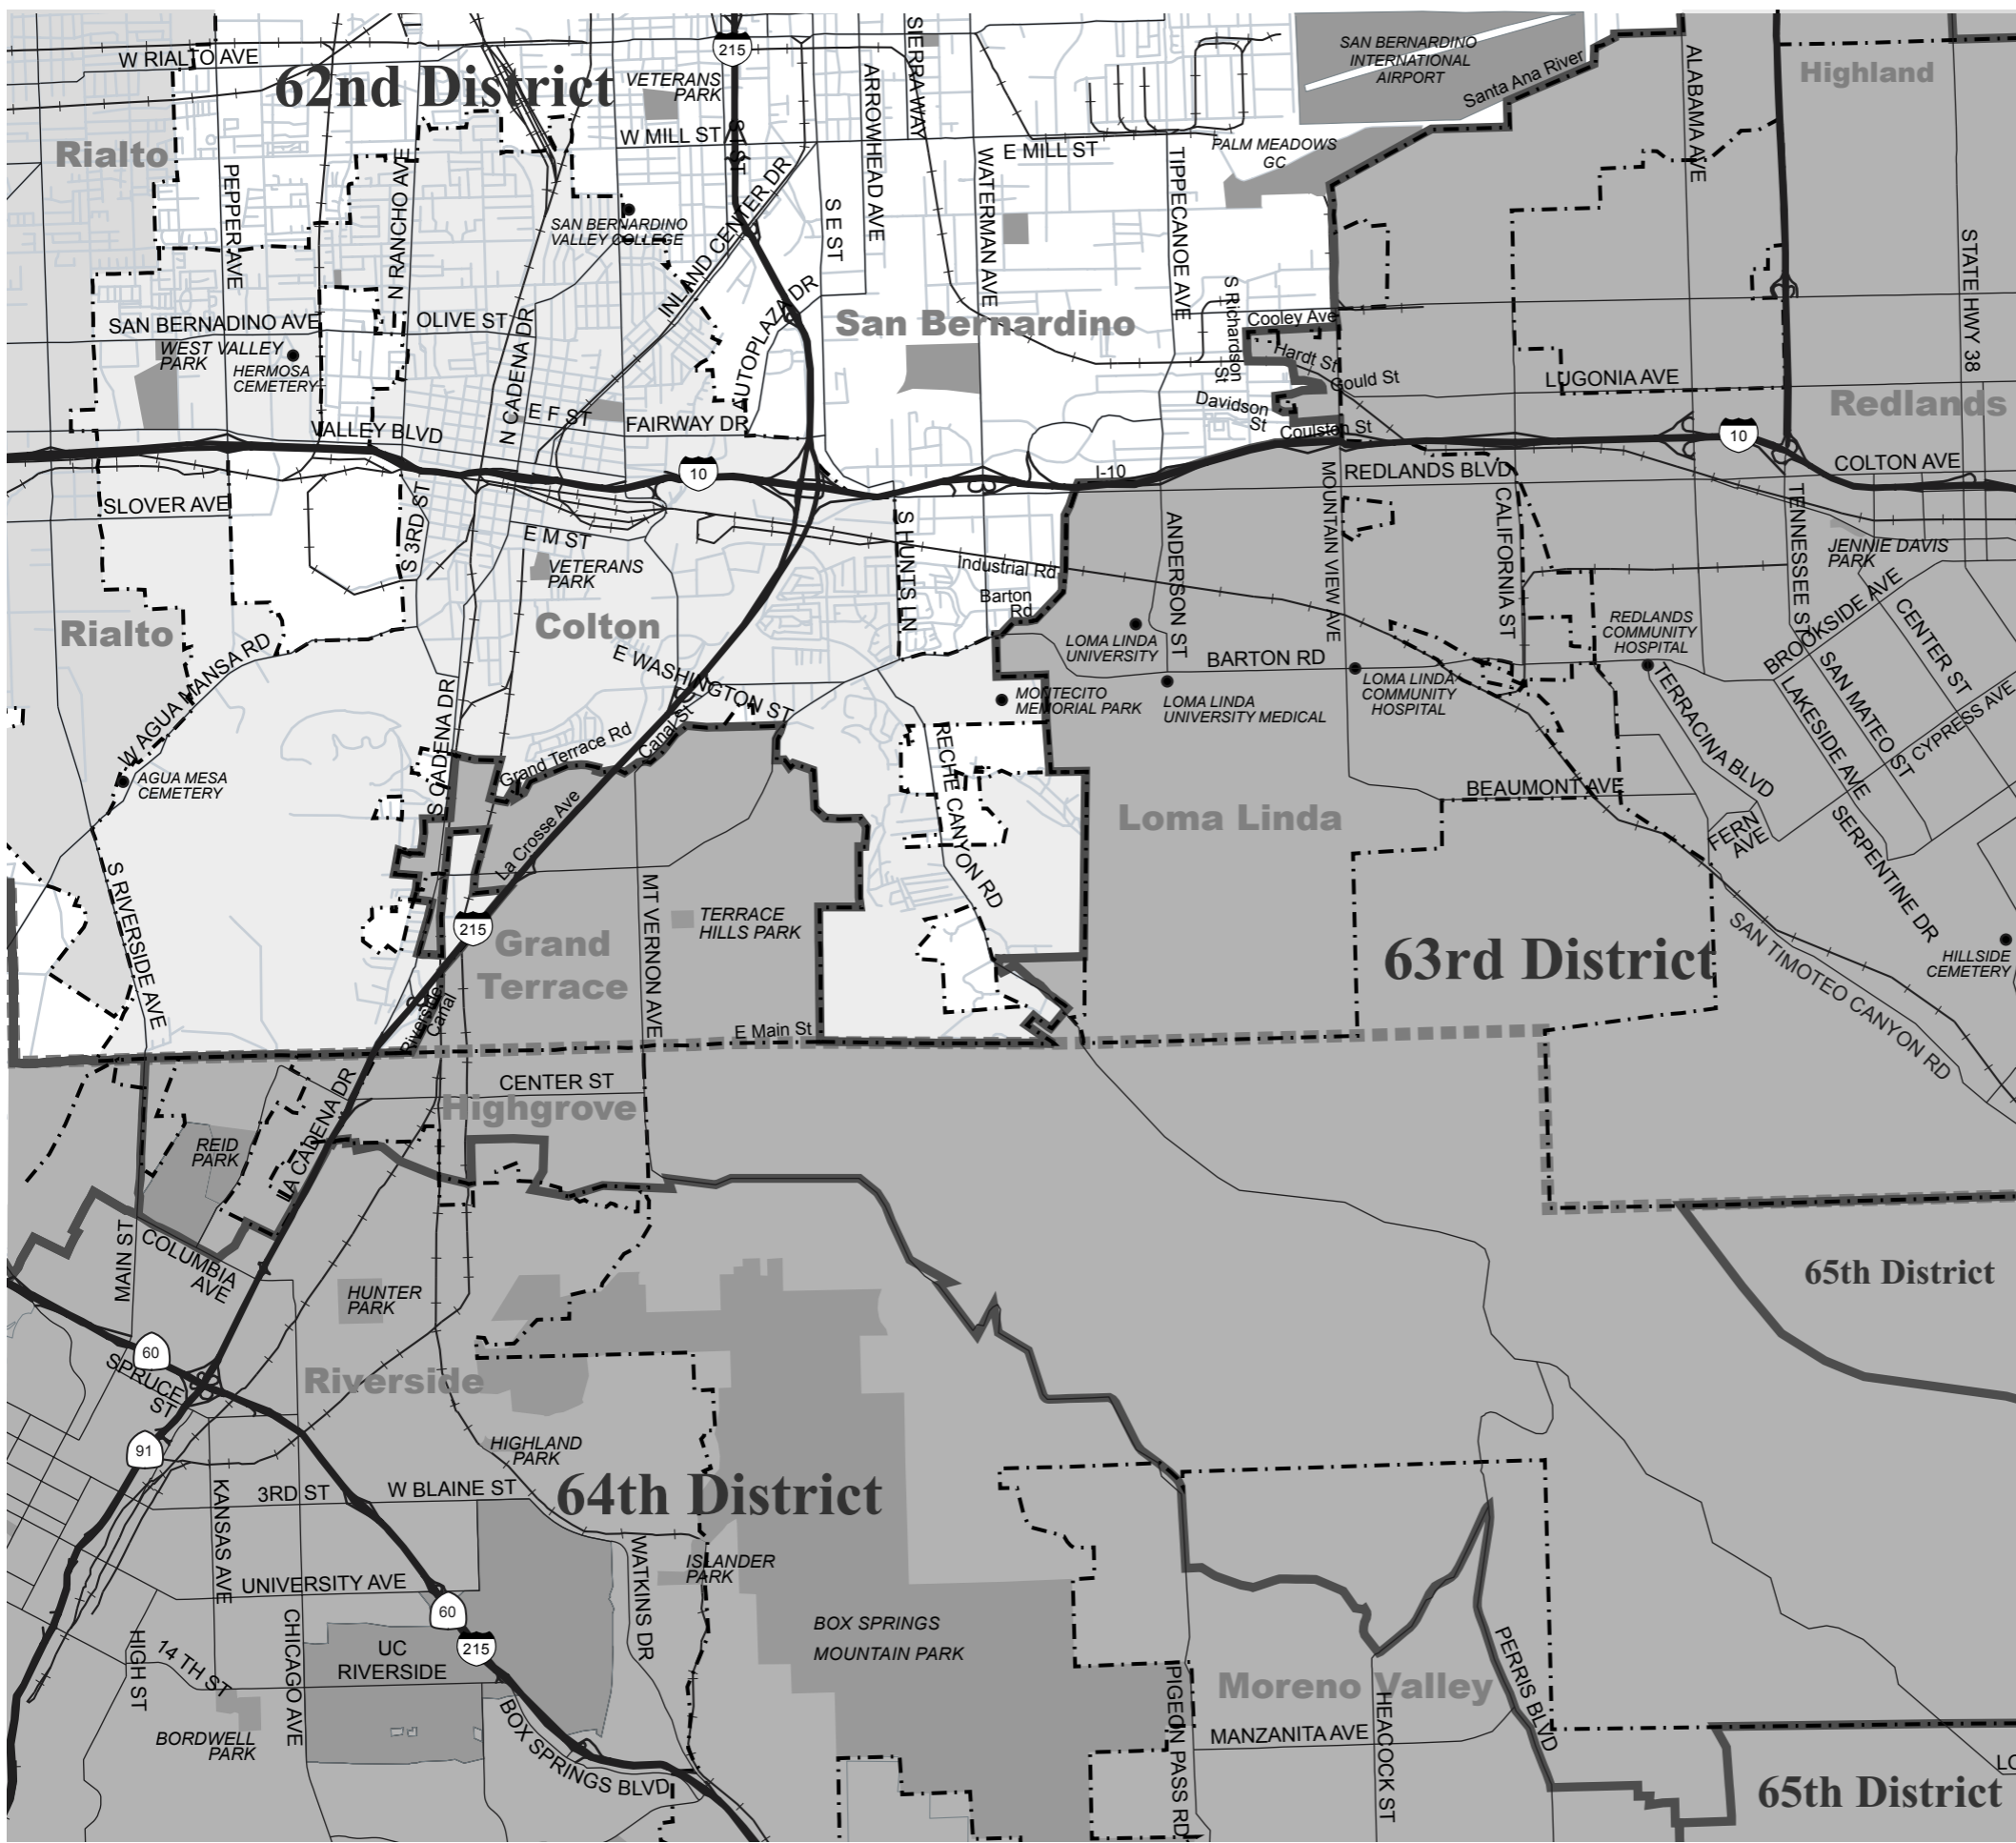 W RIALTO AVE
62nd District
VETERANS
PARK
215
SIERRA WAY
SAN BERNARDINO
INTERNATIONAL
AIRPORT
Santa Ana River
ALABAMA AVE
Highland
Rialto
PEPPER AVE
N RANCHO AVE
W MILL ST
ARROWHEAD AVE
E MILL ST
PALM MEADOWS
GC
WATERMAN AVE
TIPPECANOE AVE
SAN BERNARDINO
VALLEY COLLEGE
INLAND CENTER DR
S E ST
STATE HWY 38
SAN BERNADINO AVE
OLIVE ST
N CADENA DR
AUTOPLAZA DR
San Bernardino
S Richardson
St
Cooley Ave
Hardt St
Gould St
Davidson
St
Coulston St
LUGONIA AVE
Redlands
WEST VALLEY
PARK
HERMOSA
CEMETERY
E F ST
FAIRWAY DR
VALLEY BLVD
10
10
I-10
REDLANDS BLVD
COLTON AVE
SLOVER AVE
S 3RD ST
E M ST
VETERANS
PARK
S HUNTS LN
Industrial Rd
Barton
Rd
ANDERSON ST
MOUNTAIN VIEW AVE
CALIFORNIA ST
TENNESSEE ST
JENNIE DAVIS
PARK
BROOKSIDE AVE
CENTER ST
Rialto
Colton
W AGUA MANSA RD
E WASHINGTON ST
LOMA LINDA
UNIVERSITY
BARTON RD
REDLANDS
COMMUNITY
HOSPITAL
LOMA LINDA
COMMUNITY
HOSPITAL
MONTECITO
MEMORIAL PARK
LOMA LINDA
UNIVERSITY MEDICAL
TERRACINA BLVD
LAKESIDE AVE
SAN MATEO ST
CYPRESS AVE
AGUA MESA
CEMETERY
S CADENA DR
Grand Terrace Rd
Canal St
RECHE CANYON RD
BEAUMONT AVE
FERN
AVE
SERPENTINE DR
Loma Linda
La Crosse Ave
S RIVERSIDE AVE
215
Grand
Terrace
MT VERNON AVE
TERRACE
HILLS PARK
63rd District
SAN TIMOTEO CANYON RD
HILLSIDE
CEMETERY
Riverside
Canal
E Main St
CENTER ST
Highgrove
LA CADENA DR
REID
PARK
MAIN ST
COLUMBIA
AVE
HUNTER
PARK
65th District
60
SPRUCE
ST
Riverside
91
HIGHLAND
PARK
64th District
KANSAS AVE
3RD ST
W BLAINE ST
WATKINS DR
ISLANDER
PARK
UNIVERSITY AVE
60
215
CHICAGO AVE
UC
RIVERSIDE
HIGH ST
14 TH ST
BORDWELL
PARK
BOX SPRINGS BLVD
BOX SPRINGS
MOUNTAIN PARK
PIGEON PASS RD
Moreno Valley
MANZANITA AVE
HEACOCK ST
PERRIS BLVD
65th District